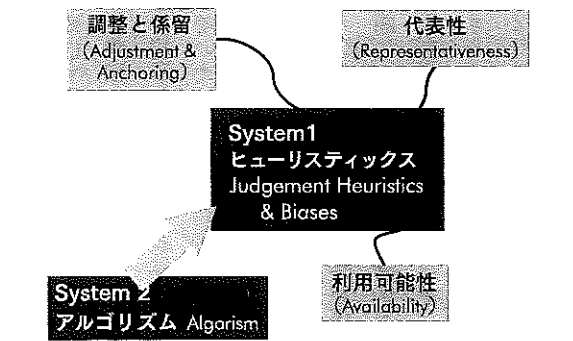 調整と係留
(Adjustment &
Anchoring)
代表性
(Representativeness)
System1
ヒューリスティックス
Judgement Heuristics
& Biases
利用可能性
(Availability)
System 2
アルゴリズム Algorism